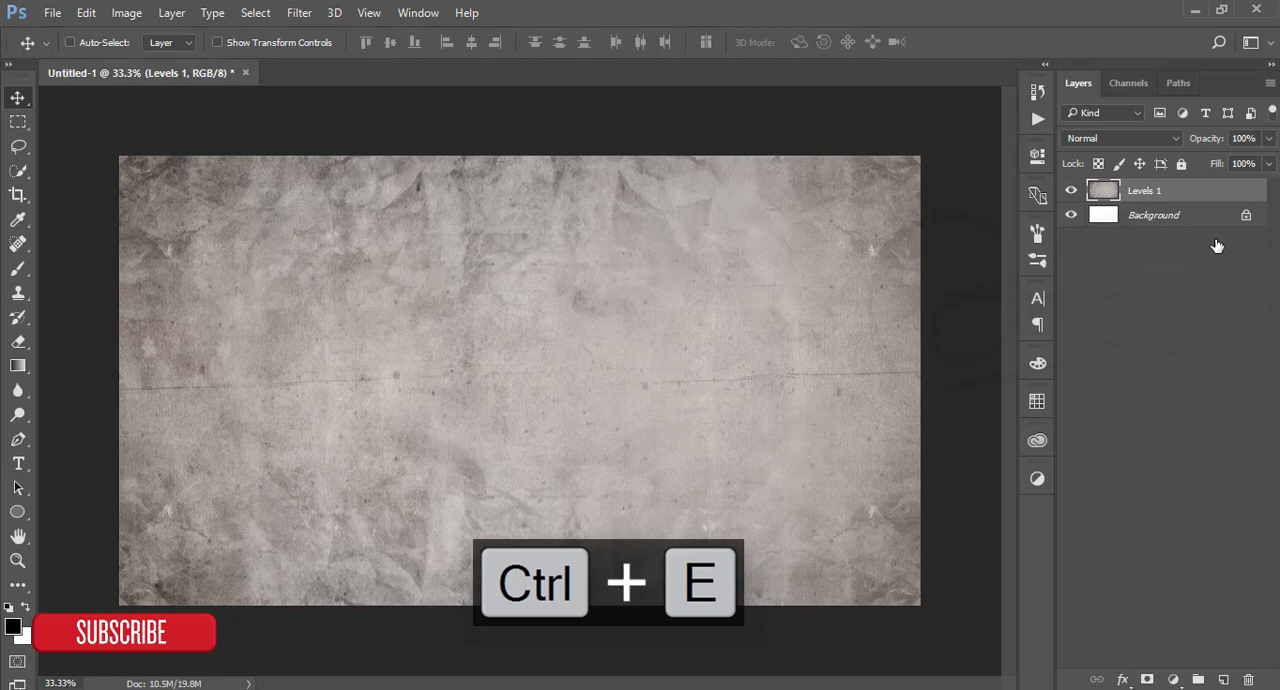 Ps File Edit Image Layer Type Select Filter 3D View Window Help
Auto-Select: Layer Show Transform Controls 3D Mode:
Untitled-1 @ 33.3% (Levels 1, RGB/8) * ×
Layers Channels Paths
Kind
Normal Opacity: 100%
Lock: Fill: 100%
Levels 1
Background
Ctrl + E
SUBSCRIBE
33.33% Doc: 10.5M/19.8M